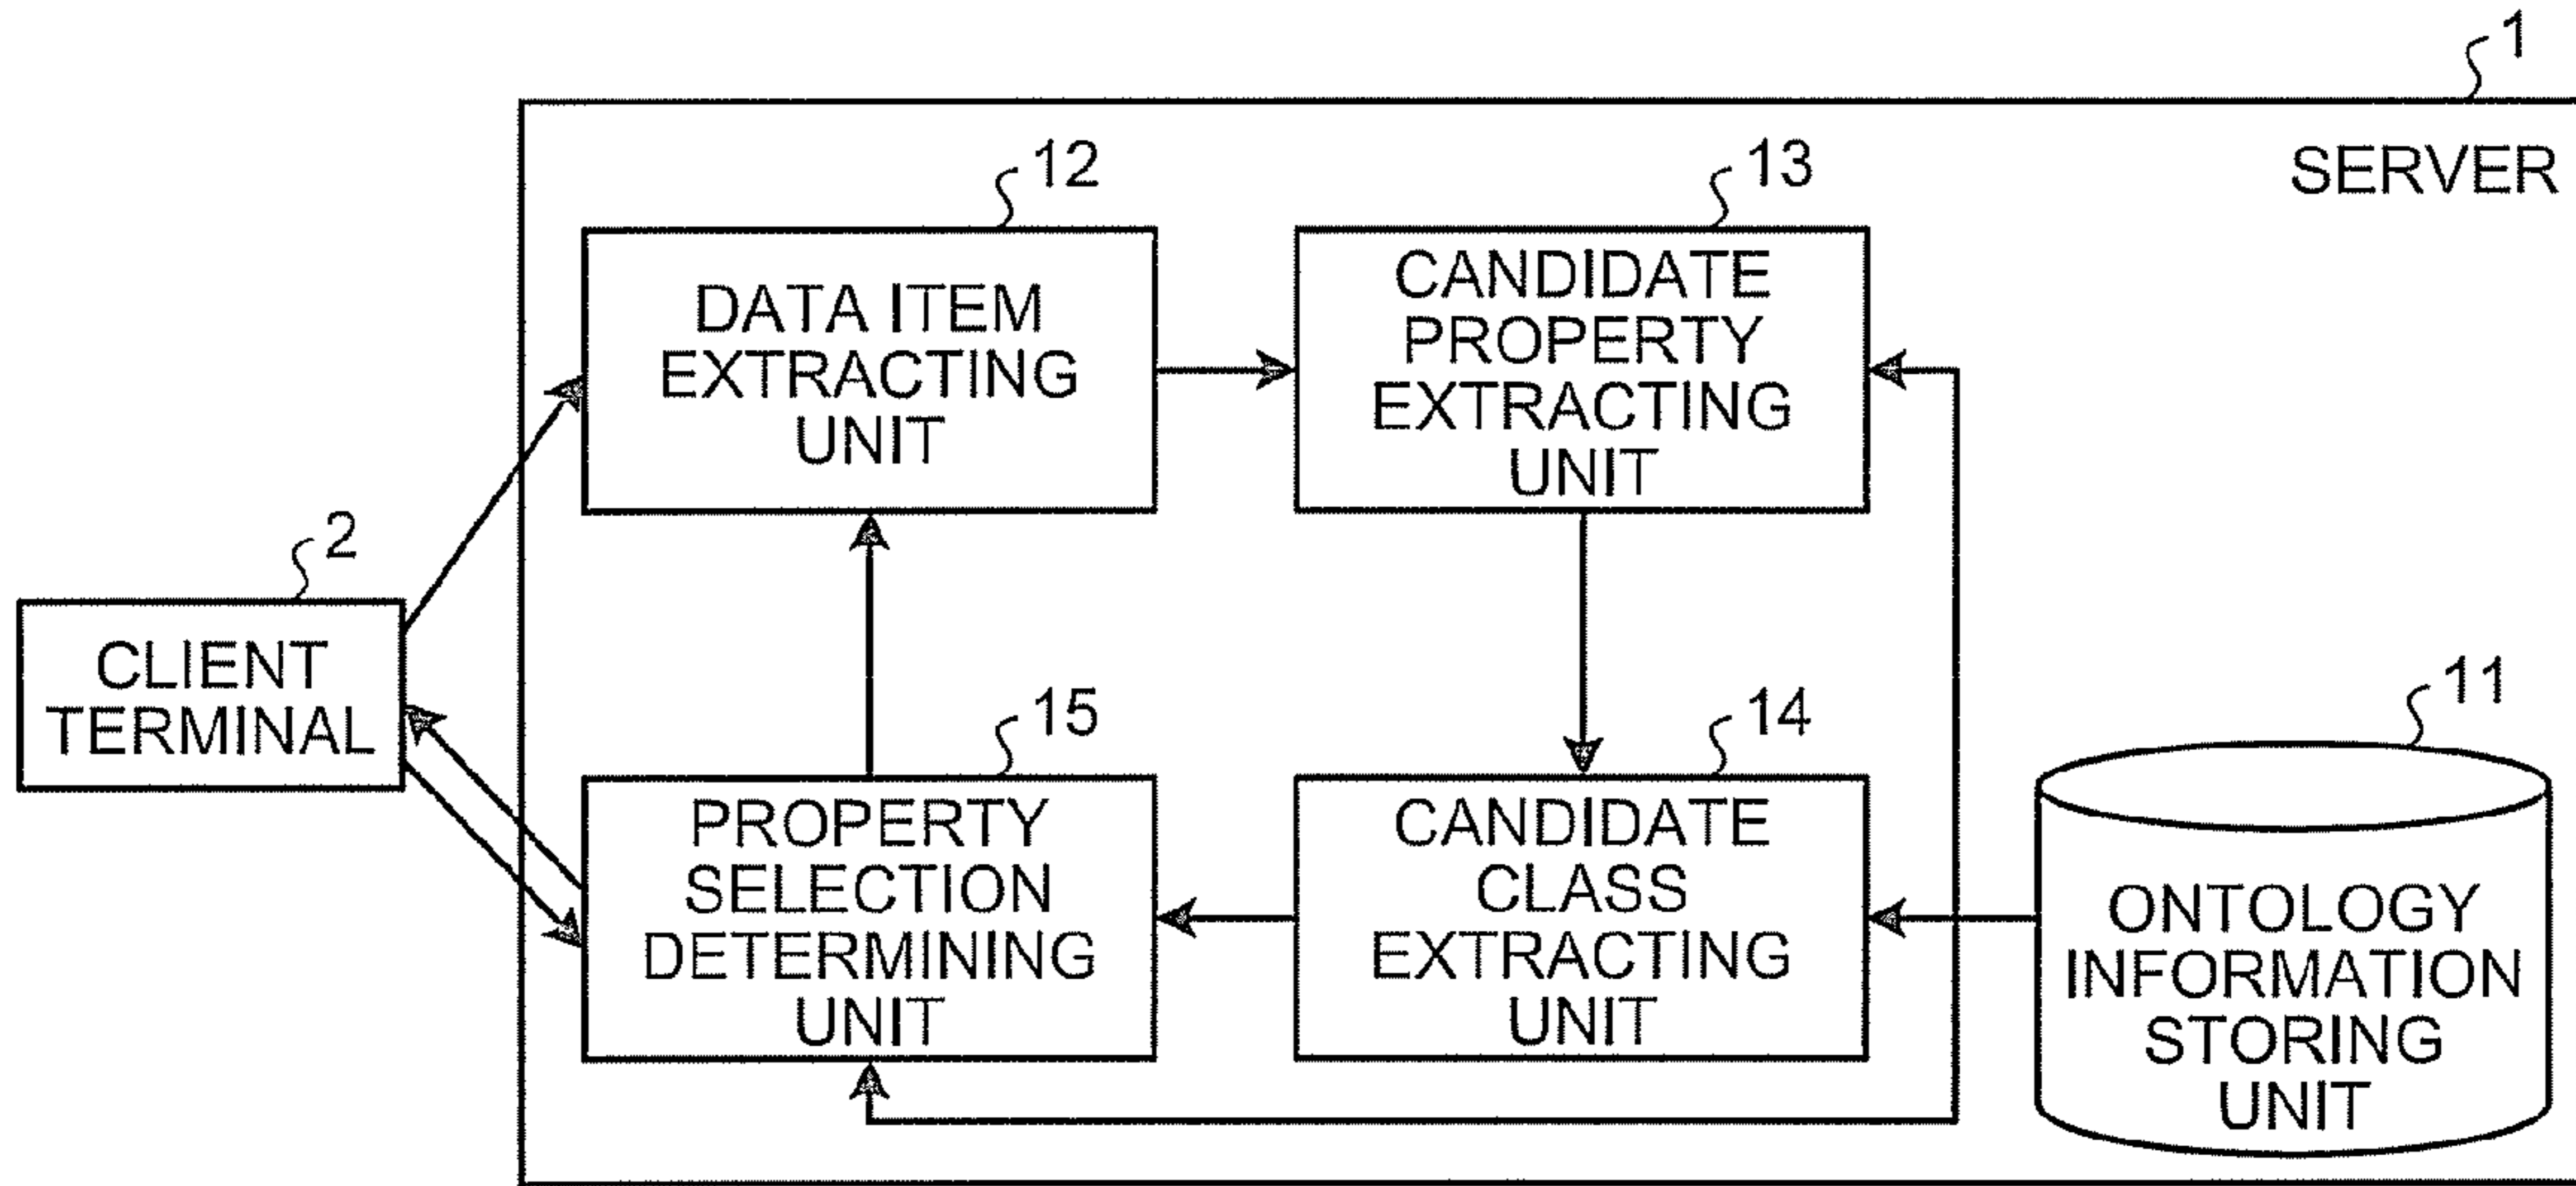 1
SERVER
12
DATA ITEM
EXTRACTING
UNIT
13
CANDIDATE
PROPERTY
EXTRACTING
UNIT
2
CLIENT
TERMINAL
15
PROPERTY
SELECTION
DETERMINING
UNIT
14
CANDIDATE
CLASS
EXTRACTING
UNIT
11
ONTOLOGY
INFORMATION
STORING
UNIT